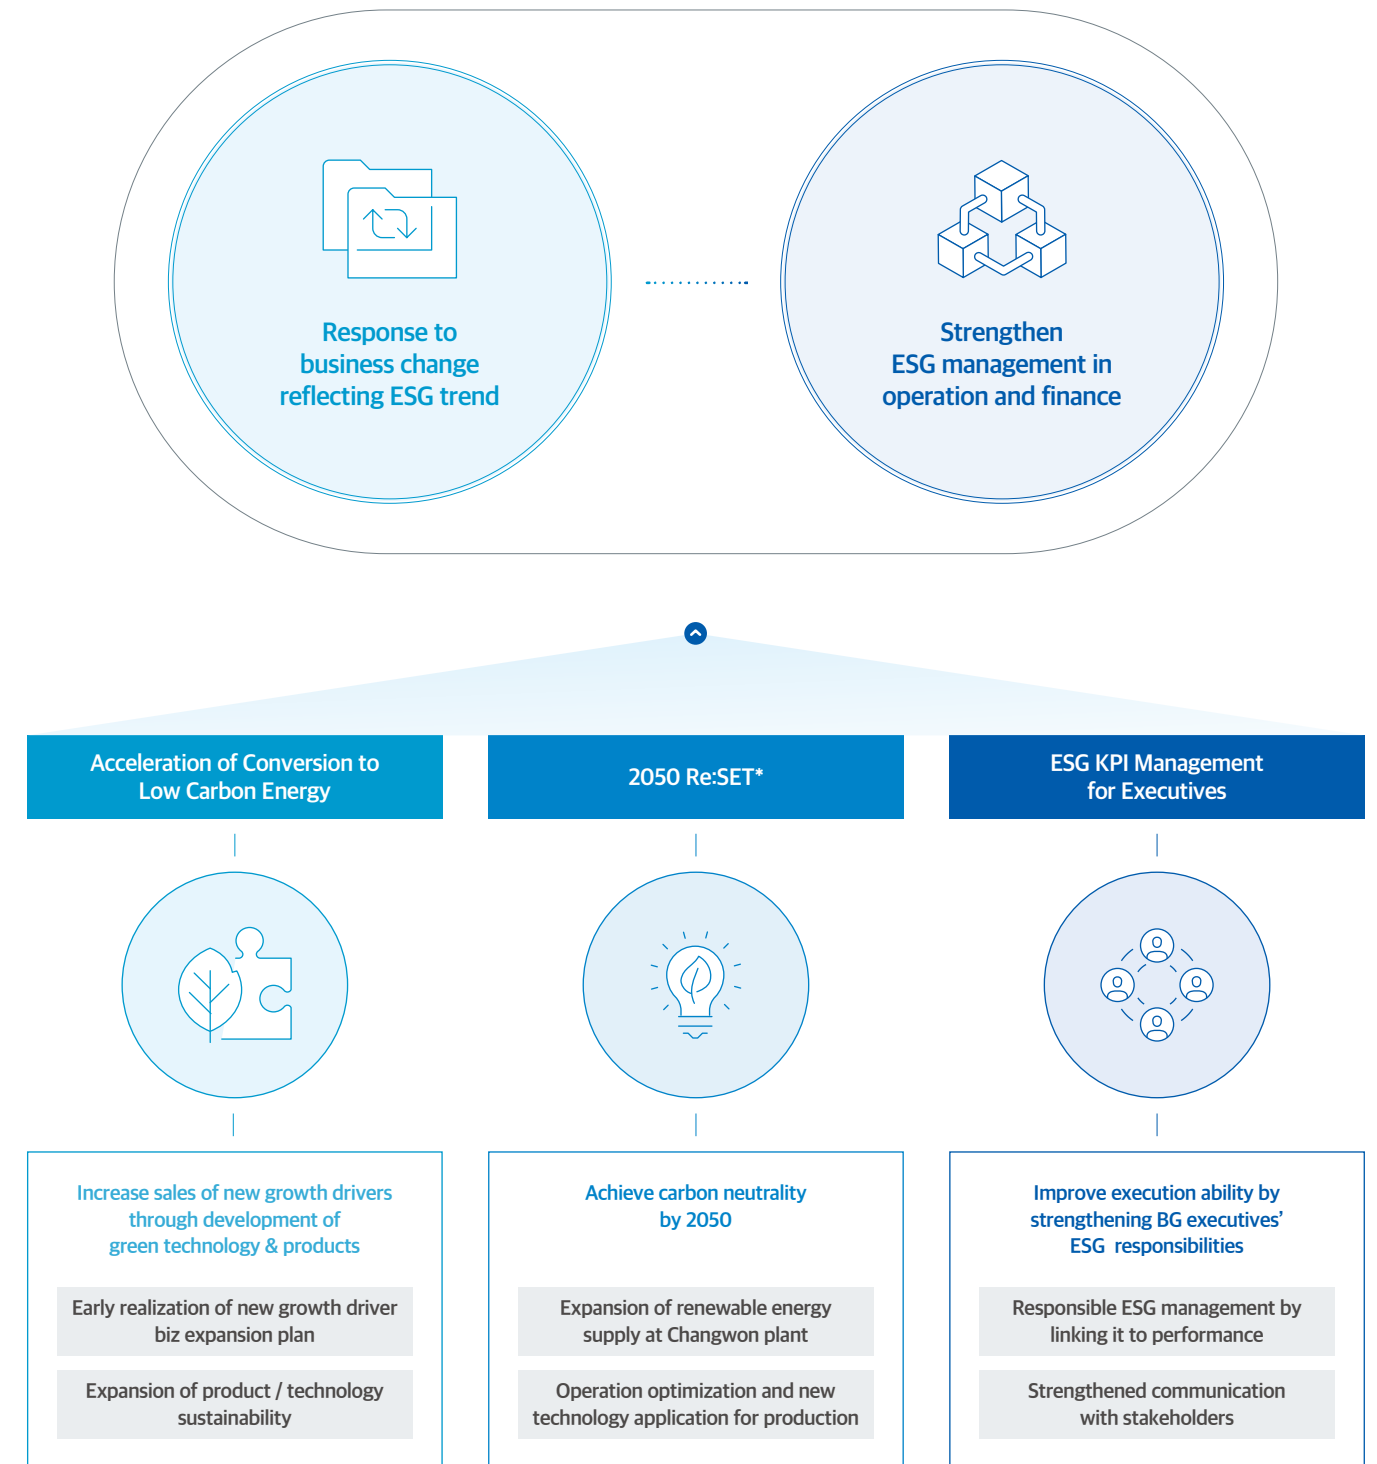 Response to
business change
reflecting ESG trend
Strengthen
ESG management in
operation and finance
Acceleration of Conversion to
Low Carbon Energy
2050 Re:SET*
ESG KPI Management
for Executives
Increase sales of new growth drivers
through development of
green technology & products
Early realization of new growth driver
biz expansion plan
Expansion of product / technology
sustainability
Achieve carbon neutrality
by 2050
Expansion of renewable energy
supply at Changwon plant
Operation optimization and new
technology application for production
Improve execution ability by
strengthening BG executives’
ESG responsibilities
Responsible ESG management by
linking it to performance
Strengthened communication
with stakeholders